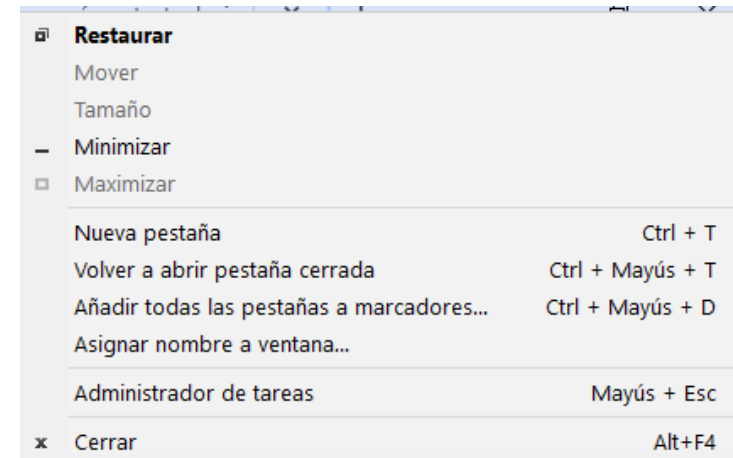 Restaurar
Mover
Tamaño
Minimizar
Maximizar
Nueva pestaña Ctrl + T
Volver a abrir pestaña cerrada Ctrl + Mayús + T
Añadir todas las pestañas a marcadores... Ctrl + Mayús + D
Asignar nombre a ventana...
Administrador de tareas Mayús + Esc
Cerrar Alt+F4